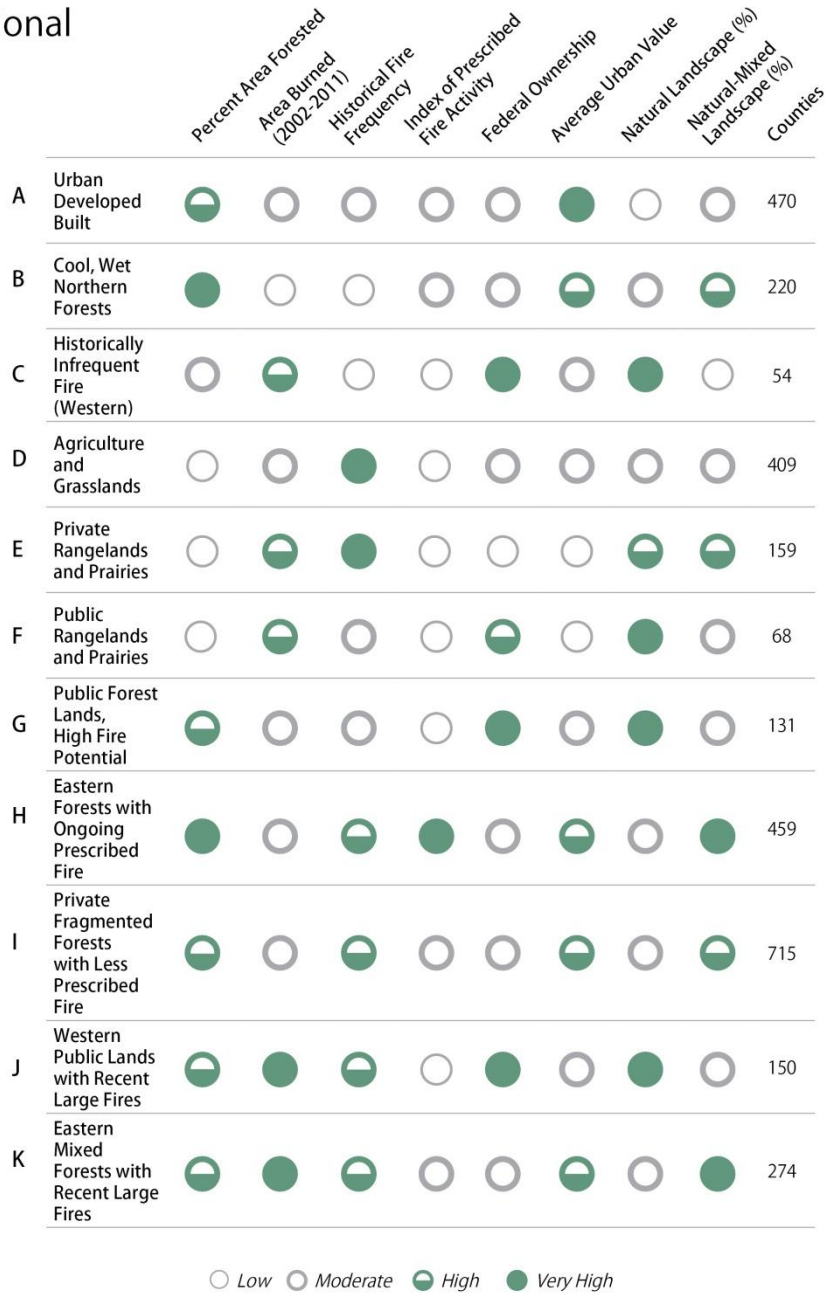 onal
Percent Area Forested
Area Burned
(2002-2011)
Historical Fire
Frequency
Index of Prescribed
Fire Activity
Federal Ownership
Average Urban Value
Natural Landscape (%)
Natural-Mixed
Landscape (%)
Counties
A
Urban
Developed
Built
470
B
Cool, Wet
Northern
Forests
220
C
Historically
Infrequent
Fire
(Western)
54
D
Agriculture
and
Grasslands
409
E
Private
Rangelands
and Prairies
159
F
Public
Rangelands
and Prairies
68
G
Public Forest
Lands,
High Fire
Potential
131
H
Eastern
Forests with
Ongoing
Prescribed
Fire
459
I
Private
Fragmented
Forests
with Less
Prescribed
Fire
715
J
Western
Public Lands
with Recent
Large Fires
150
K
Eastern
Mixed
Forests with
Recent Large
Fires
274
Low Moderate High Very High